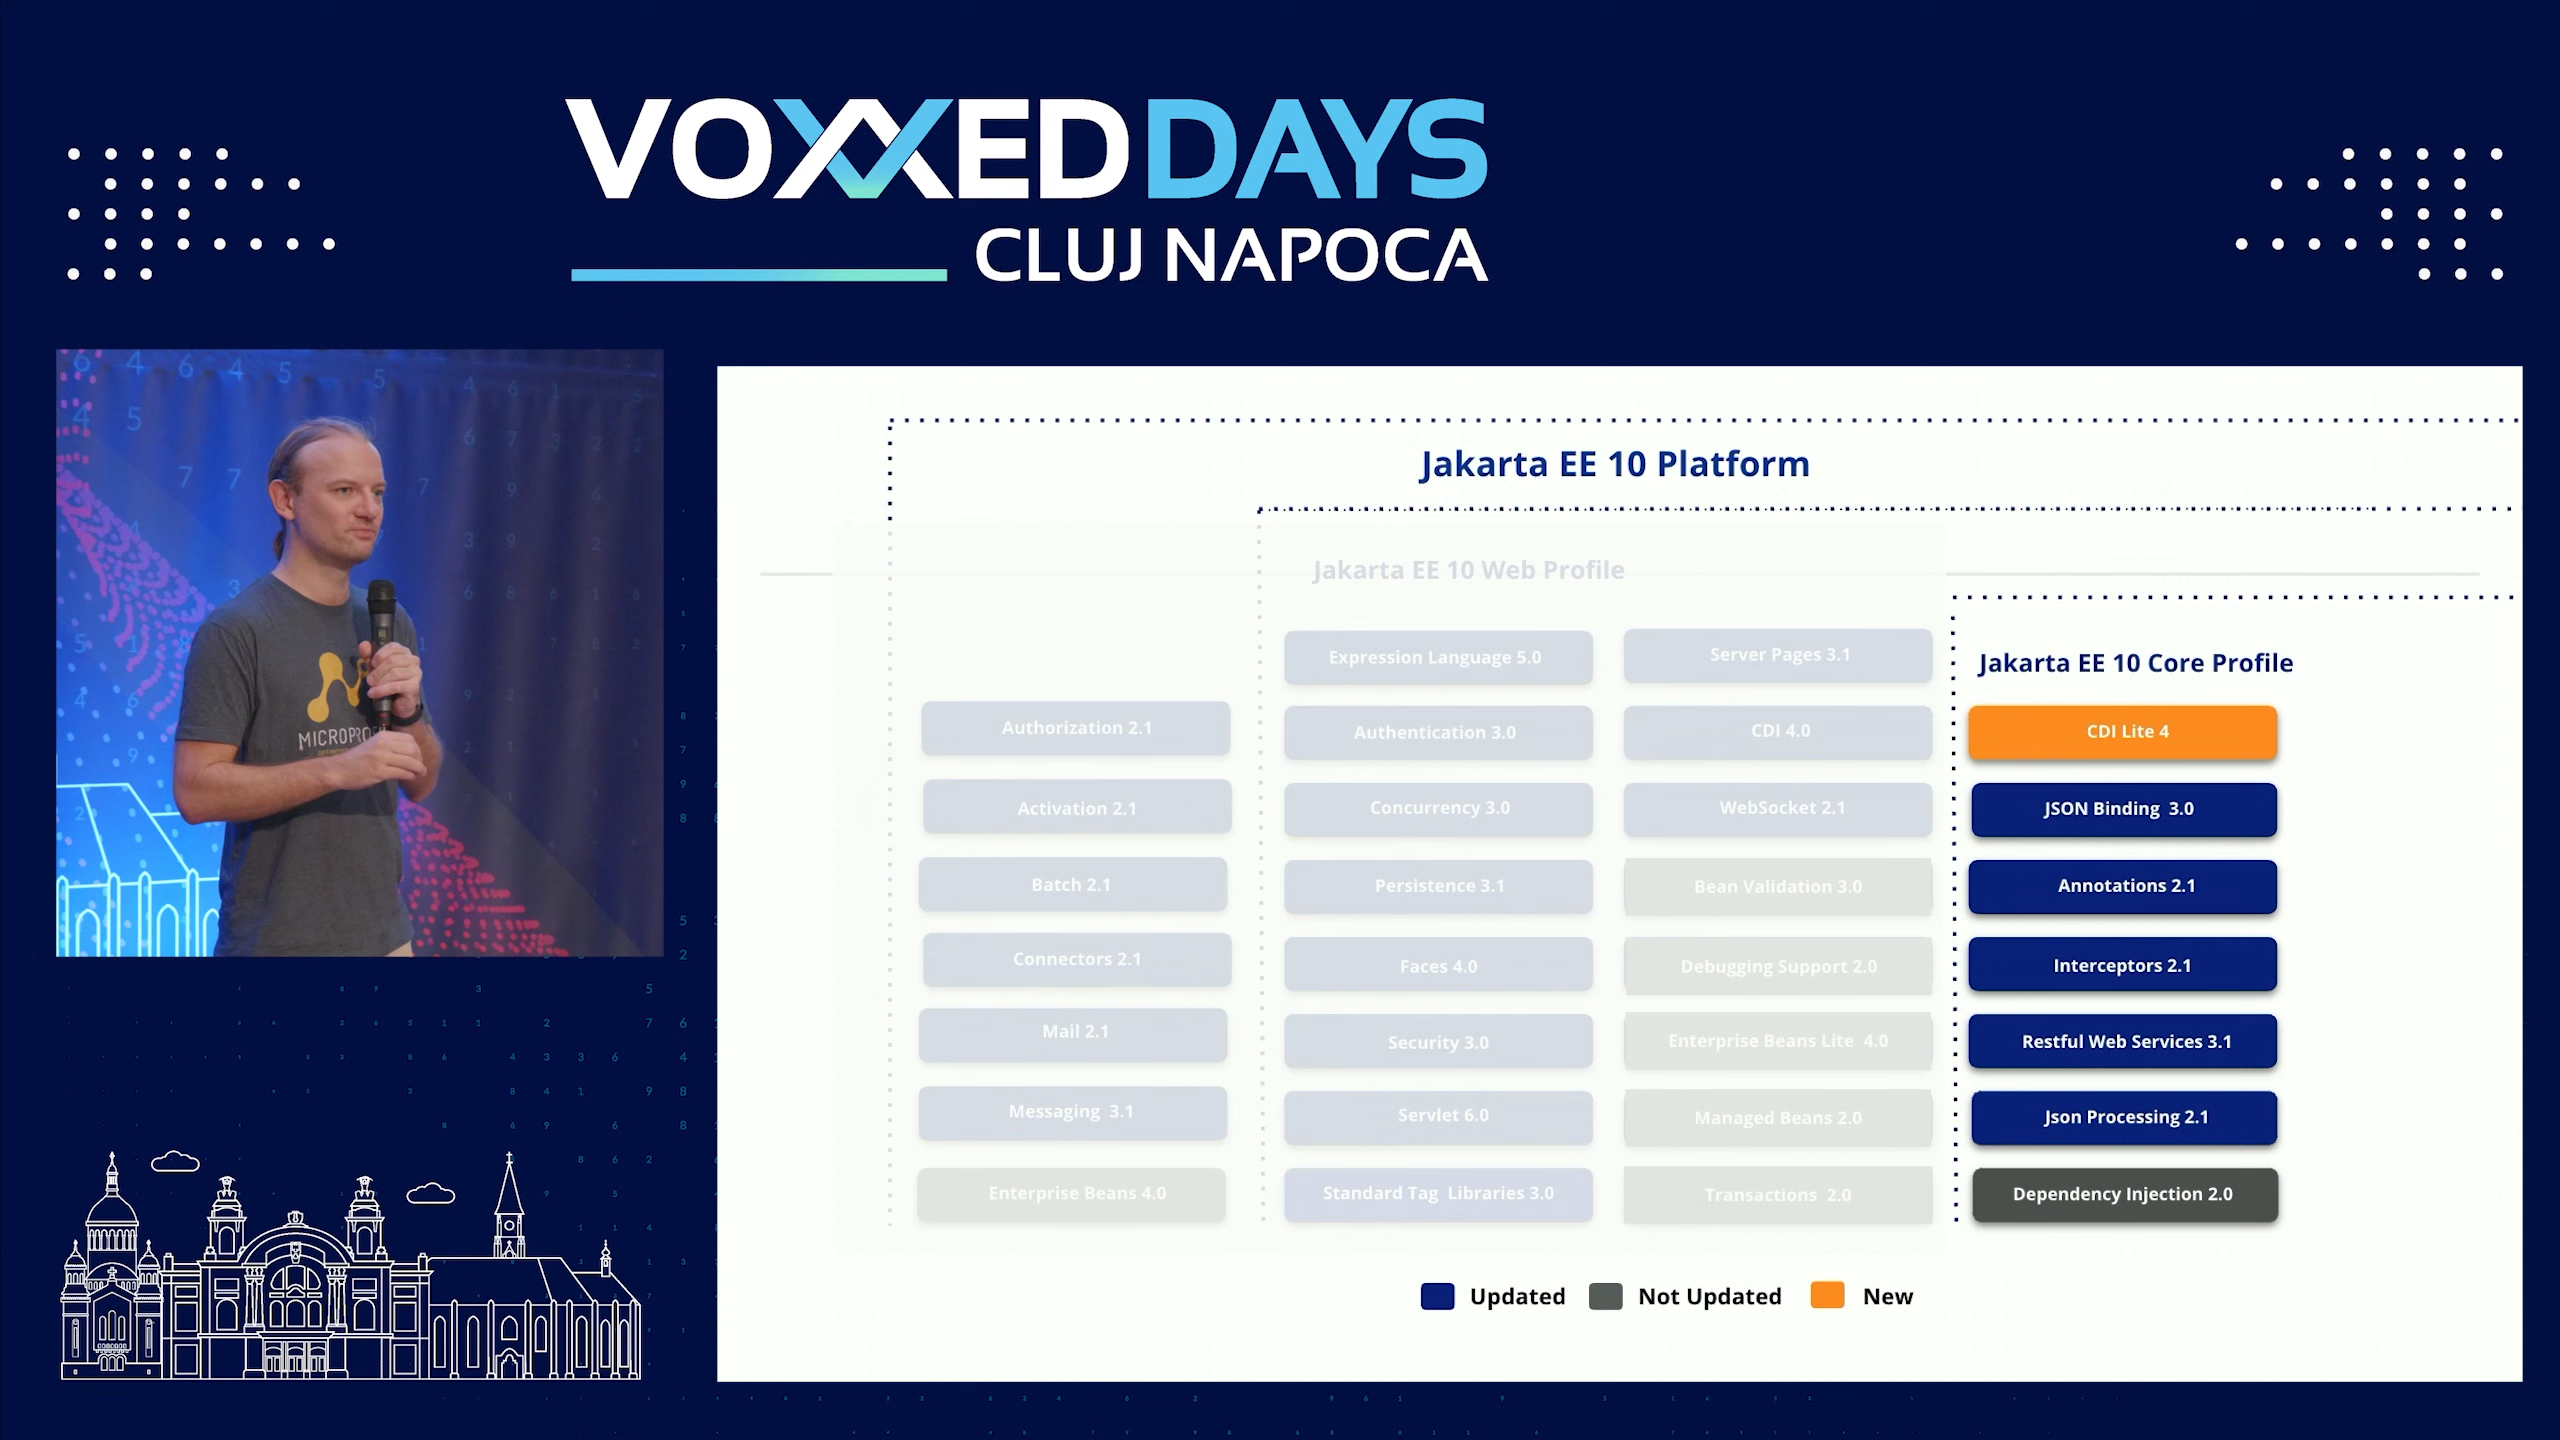 VOXXED DAYS
CLUJ NAPOCA
Jakarta EE 10 Platform
Jakarta EE 10 Web Profile
Jakarta EE 10 Core Profile
Authorization 2.1
Activation 2.1
Batch 2.1
Connectors 2.1
Mail 2.1
Messaging 3.1
Enterprise Beans 4.0
Expression Language 5.0
Authentication 3.0
Concurrency 3.0
Persistence 3.1
Faces 4.0
Security 3.0
Servlet 6.0
Standard Tag Libraries 3.0
Server Pages 3.1
CDI 4.0
WebSocket 2.1
Bean Validation 3.0
Debugging Support 2.0
Enterprise Beans Lite 4.0
Managed Beans 2.0
Transactions 2.0
CDI Lite 4
JSON Binding 3.0
Annotations 2.1
Interceptors 2.1
Restful Web Services 3.1
Json Processing 2.1
Dependency Injection 2.0
Updated
Not Updated
New